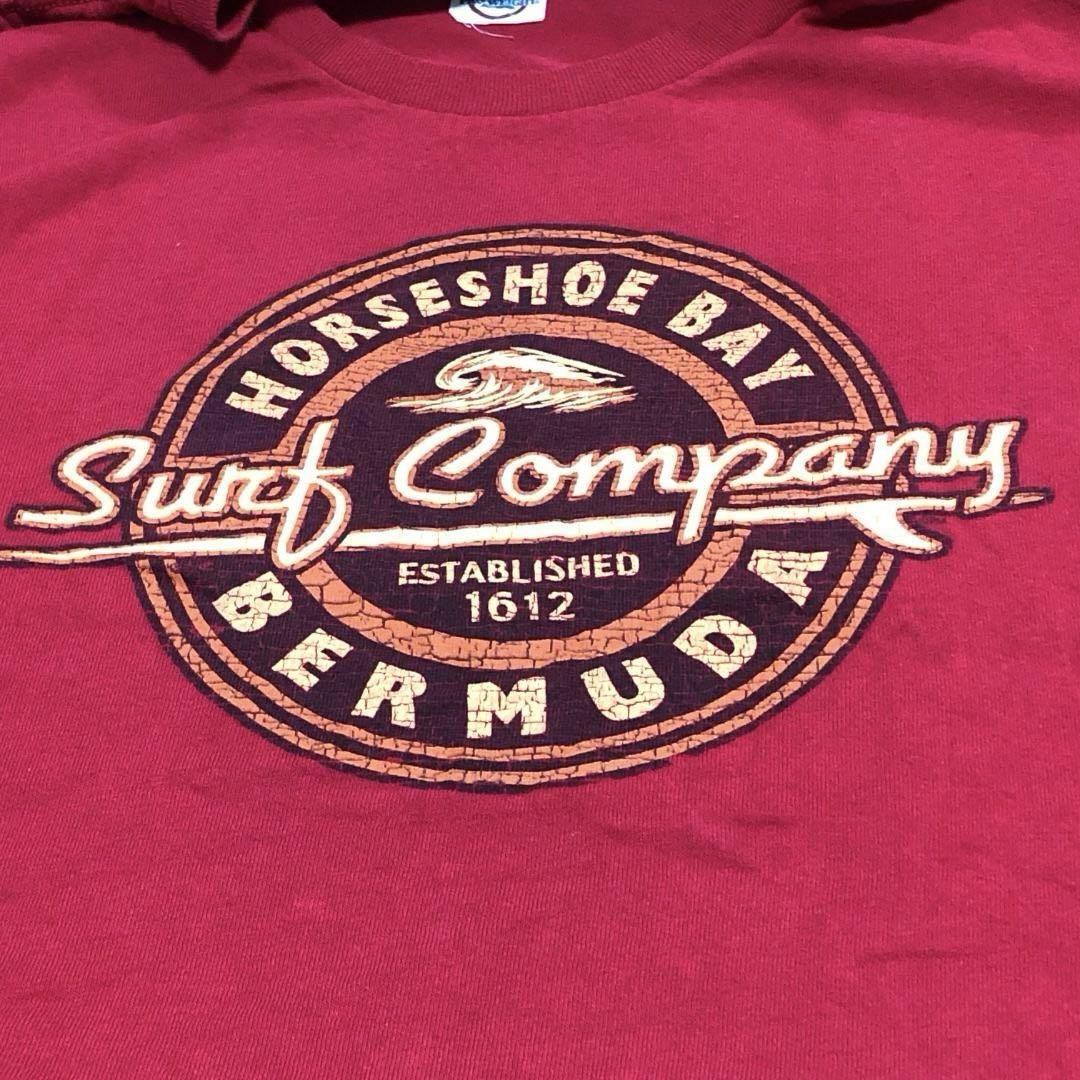 HORSESHOE BAY
Surf Company
ESTABLISHED
1612
BERMUDA